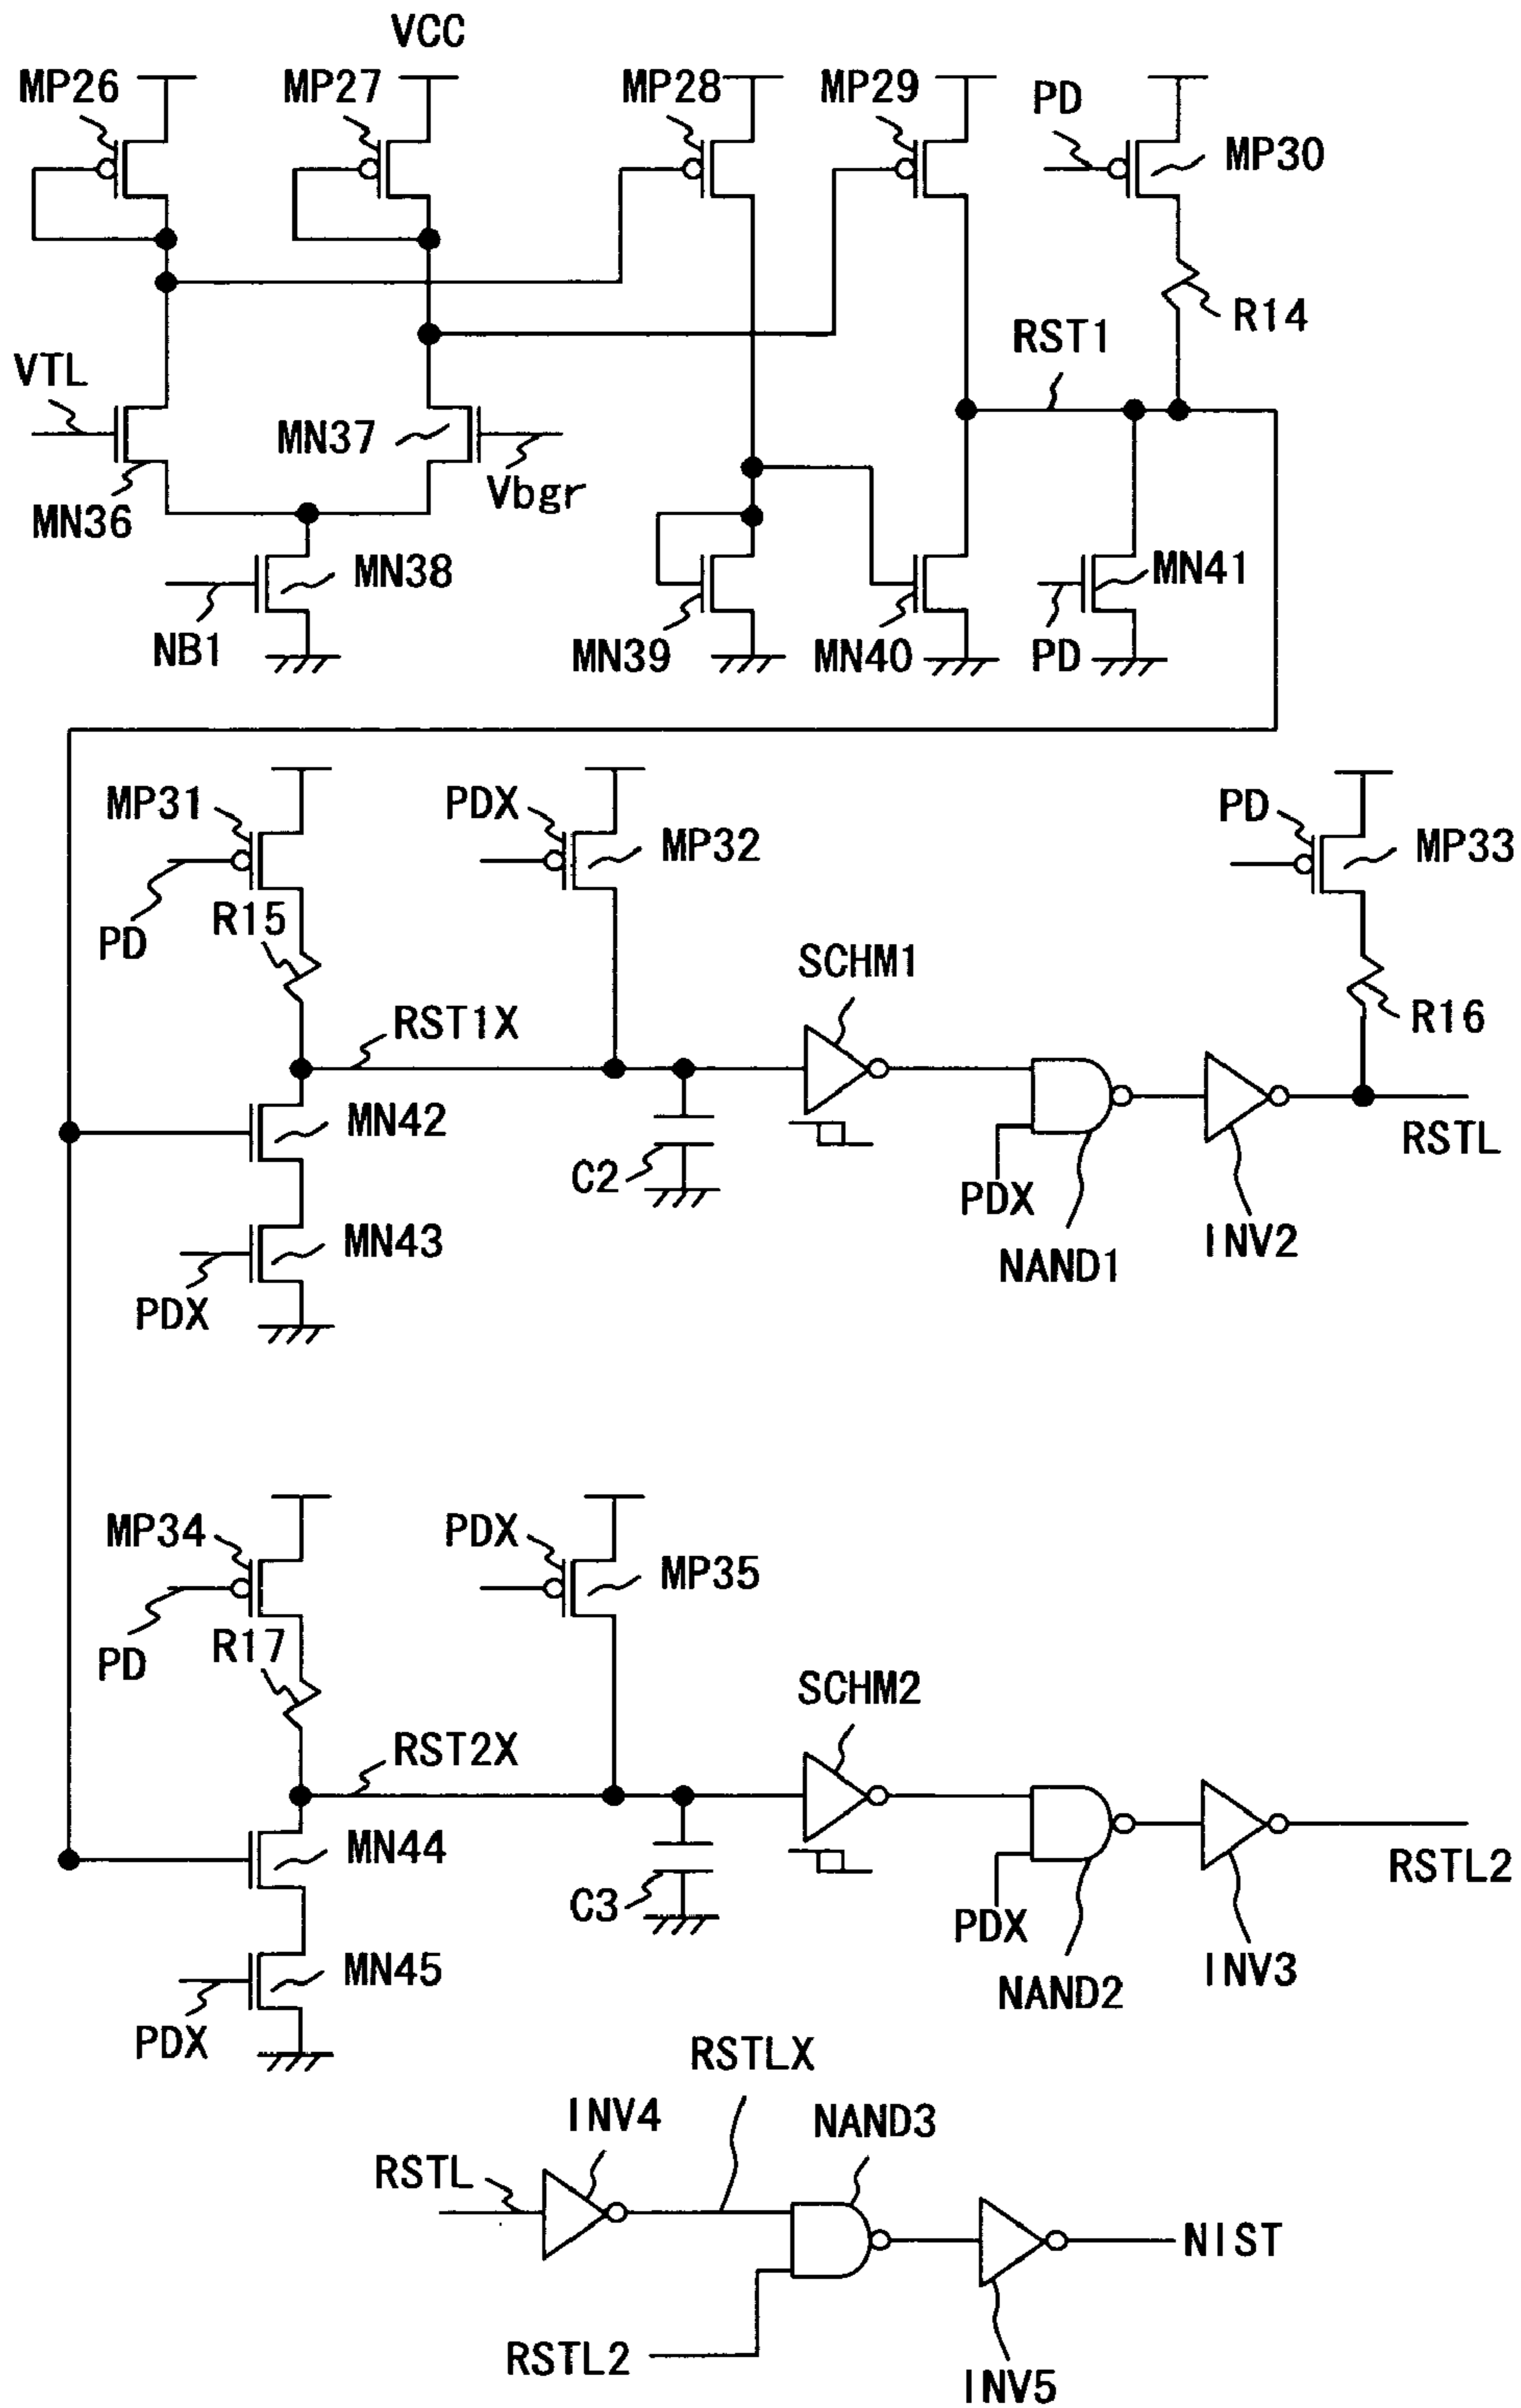 VCC
MP26
MP27
MP28
MP29
PD
MP30
R14
RST1
VTL
MN37
Vbgr
MN36
MN38
MN41
NB1
MN39
MN40
PD
MP31
PDX
MP32
PD
MP33
PD
R15
SCHM1
R16
RST1X
MN42
C2
PDX
RSTL
MN43
NAND1
INV2
PDX
MP34
PDX
MP35
PD
R17
SCHM2
RST2X
MN44
C3
PDX
RSTL2
MN45
NAND2
INV3
PDX
RSTLX
INV4
NAND3
RSTL
NIST
RSTL2
INV5